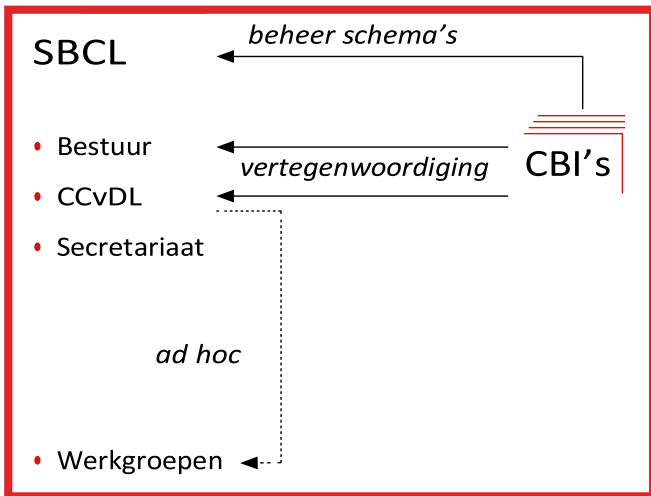 beheer schema’s
SBCL
• Bestuur
vertegenwoordiging
CBI’s
• CCvDL
• Secretariaat
ad hoc
• Werkgroepen